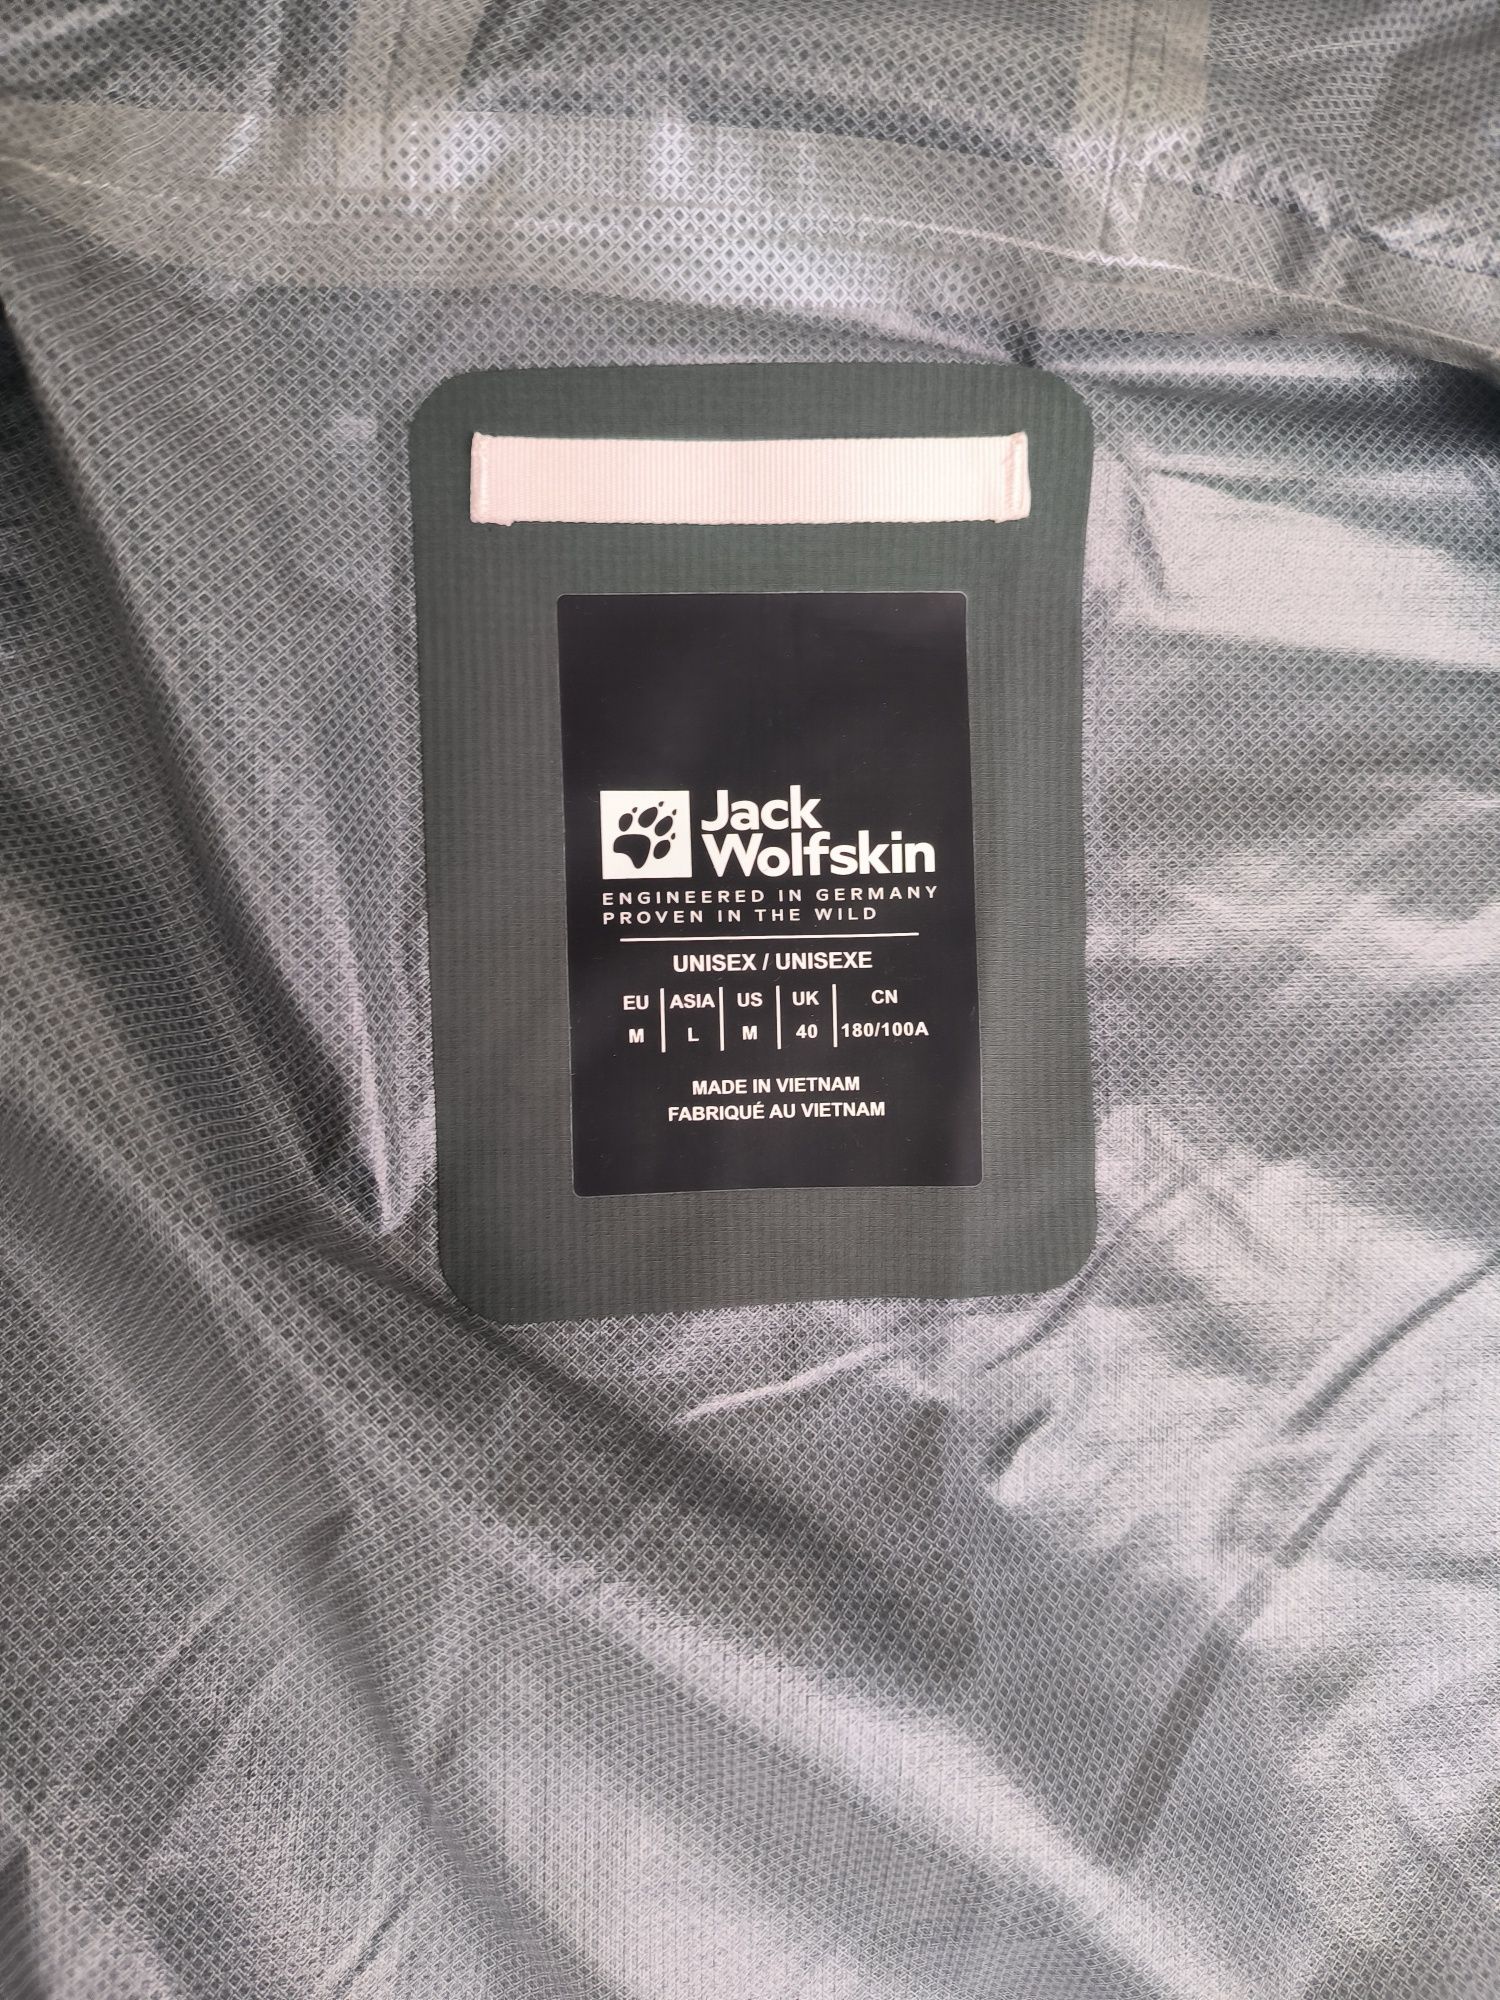 Jack
Wolfskin
ENGINEERED IN GERMANY
PROVEN IN THE WILD
UNISEX / UNISEXE
EU ASIA US UK CN
M L M 40 180/100A
MADE IN VIETNAM
FABRIQUÉ AU VIETNAM